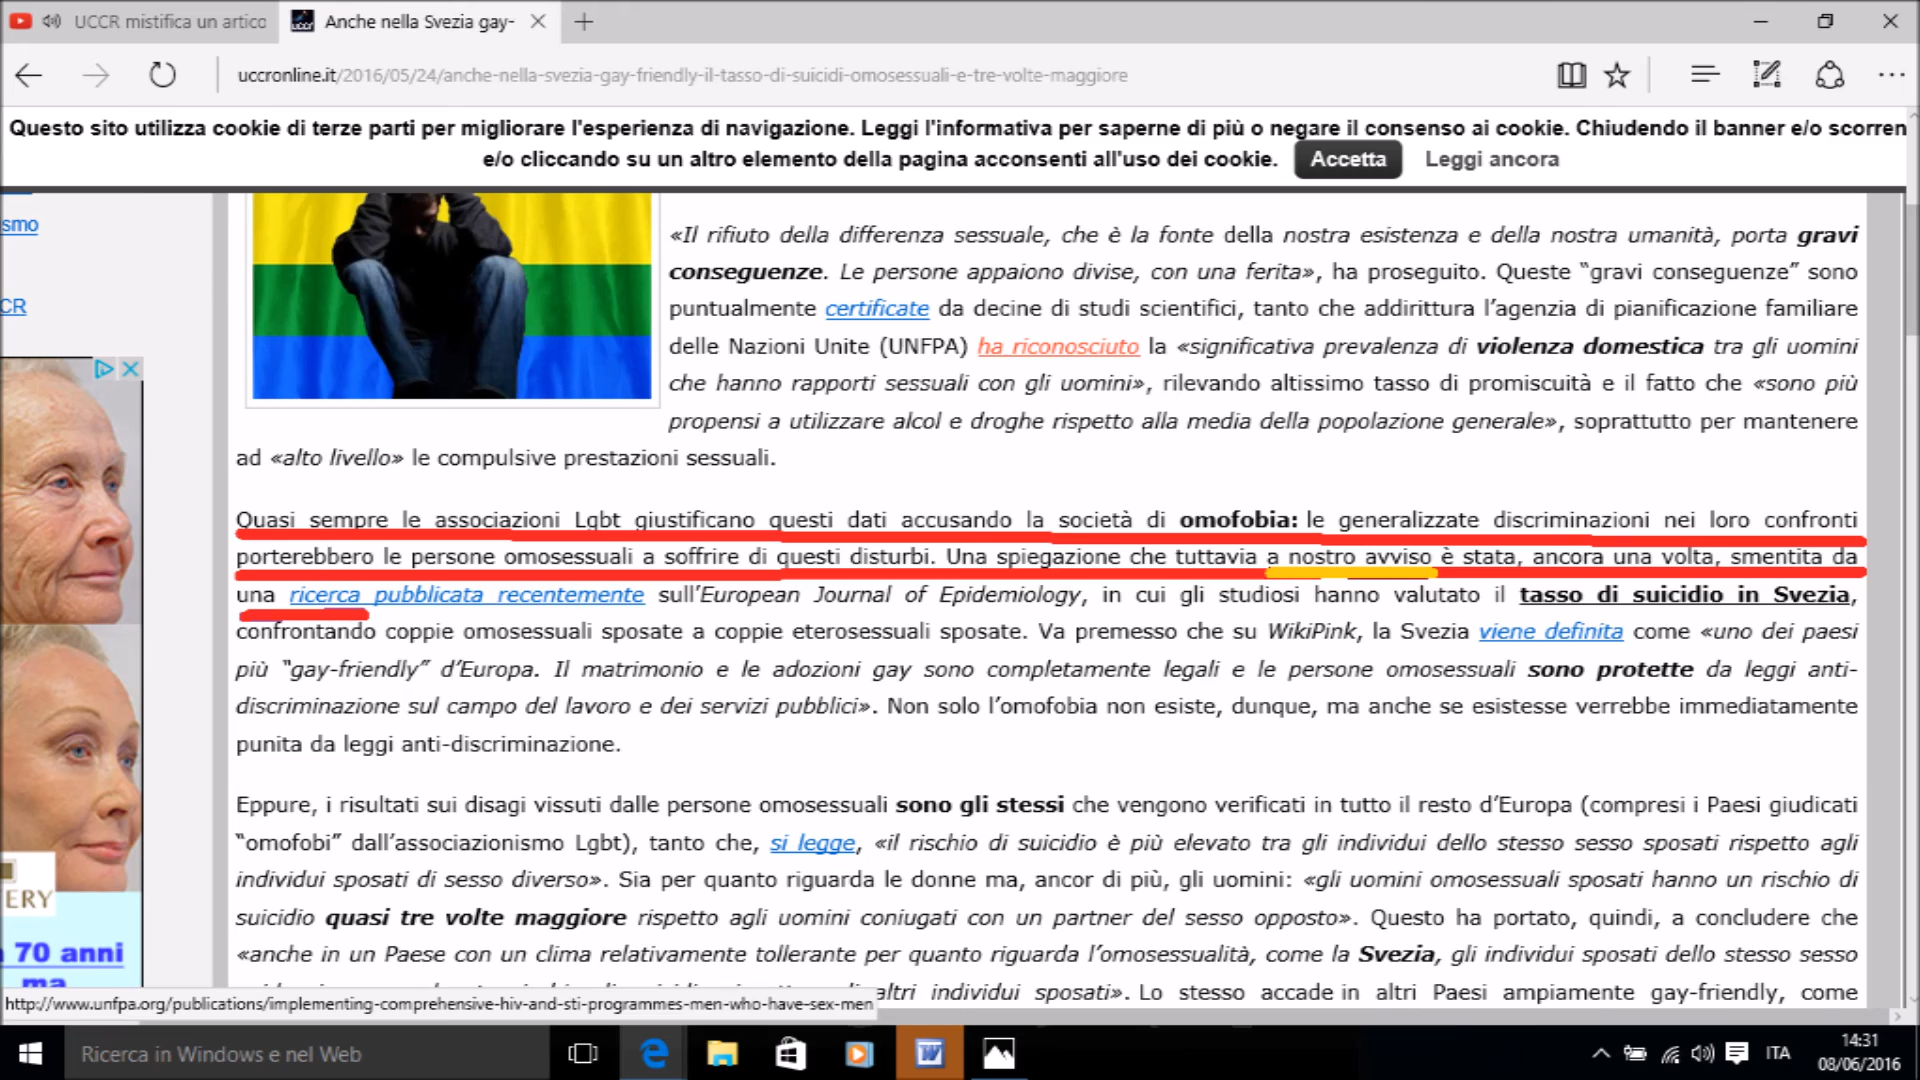 UCCR mistifica un artico
Anche nella Svezia gay-
uccronline.it/2016/05/24/anche-nella-svezia-gay-friendly-il-tasso-di-suicidi-omosessuali-e-tre-volte-maggiore
Questo sito utilizza cookie di terze parti per migliorare l'esperienza di navigazione. Leggi l'informativa per saperne di più o negare il consenso ai cookie. Chiudendo il banner e/o scorren
e/o cliccando su un altro elemento della pagina acconsenti all'uso dei cookie. Accetta Leggi ancora
smo
CR
«Il rifiuto della differenza sessuale, che è la fonte della nostra esistenza e della nostra umanità, porta gravi
conseguenze. Le persone appaiono divise, con una ferita», ha proseguito. Queste “gravi conseguenze” sono
puntualmente certificate da decine di studi scientifici, tanto che addirittura l’agenzia di pianificazione familiare
delle Nazioni Unite (UNFPA) ha riconosciuto la «significativa prevalenza di violenza domestica tra gli uomini
che hanno rapporti sessuali con gli uomini», rilevando altissimo tasso di promiscuità e il fatto che «sono più
propensi a utilizzare alcol e droghe rispetto alla media della popolazione generale», soprattutto per mantenere
ad «alto livello» le compulsive prestazioni sessuali.
Quasi sempre le associazioni Lgbt giustificano questi dati accusando la società di omofobia: le generalizzate discriminazioni nei loro confronti
porterebbero le persone omosessuali a soffrire di questi disturbi. Una spiegazione che tuttavia a nostro avviso è stata, ancora una volta, smentita da
una ricerca pubblicata recentemente sull’European Journal of Epidemiology, in cui gli studiosi hanno valutato il tasso di suicidio in Svezia,
confrontando coppie omosessuali sposate a coppie eterosessuali sposate. Va premesso che su WikiPink, la Svezia viene definita come «uno dei paesi
più “gay-friendly” d’Europa. Il matrimonio e le adozioni gay sono completamente legali e le persone omosessuali sono protette da leggi anti-
discriminazione sul campo del lavoro e dei servizi pubblici». Non solo l’omofobia non esiste, dunque, ma anche se esistesse verrebbe immediatamente
punita da leggi anti-discriminazione.
Eppure, i risultati sui disagi vissuti dalle persone omosessuali sono gli stessi che vengono verificati in tutto il resto d’Europa (compresi i Paesi giudicati
“omofobi” dall’associazionismo Lgbt), tanto che, si legge, «il rischio di suicidio è più elevato tra gli individui dello stesso sesso sposati rispetto agli
individui sposati di sesso diverso». Sia per quanto riguarda le donne ma, ancor di più, gli uomini: «gli uomini omosessuali sposati hanno un rischio di
suicidio quasi tre volte maggiore rispetto agli uomini coniugati con un partner del sesso opposto». Questo ha portato, quindi, a concludere che
«anche in un Paese con un clima relativamente tollerante per quanto riguarda l’omosessualità, come la Svezia, gli individui sposati dello stesso sesso
altri individui sposati». Lo stesso accade in altri Paesi ampiamente gay-friendly, come
ERY
70 anni
ma
http://www.unfpa.org/publications/implementing-comprehensive-hiv-and-sti-programmes-men-who-have-sex-men
Ricerca in Windows e nel Web
ITA
14:31
08/06/2016